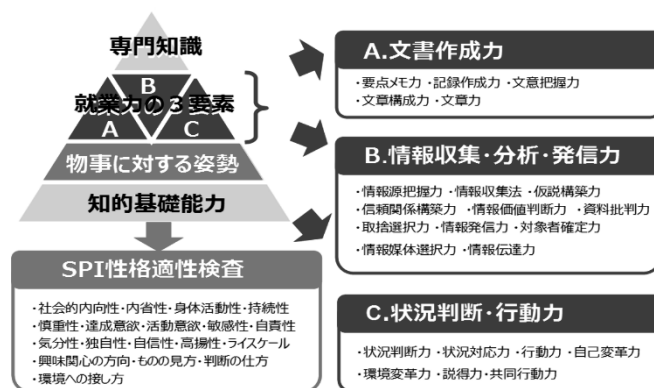 専門知識
B
就業力の3要素
A C
物事に対する姿勢
知的基礎能力
SPI性格適性検査
・社会的内向性・内省性・身体活動性・持続性
・慎重性・達成意欲・活動意欲・敏感性・自責性
・気分性・独自性・自信性・高揚性・ライスケール
・興味関心の方向・ものの見方・判断の仕方
・環境への接し方
A.文書作成力
・要点メモ力・記録作成力・文意把握力
・文章構成力・文章力
B.情報収集・分析・発信力
・情報源把握力・情報収集法・仮説構築力
・信頼関係構築力・情報価値判断力・資料批判力
・取捨選択力・情報発信力・対象者確定力
・情報媒体選択力・情報伝達力
C.状況判断・行動力
・状況判断力・状況対応力・行動力・自己変革力
・環境変革力・説得力・共同行動力